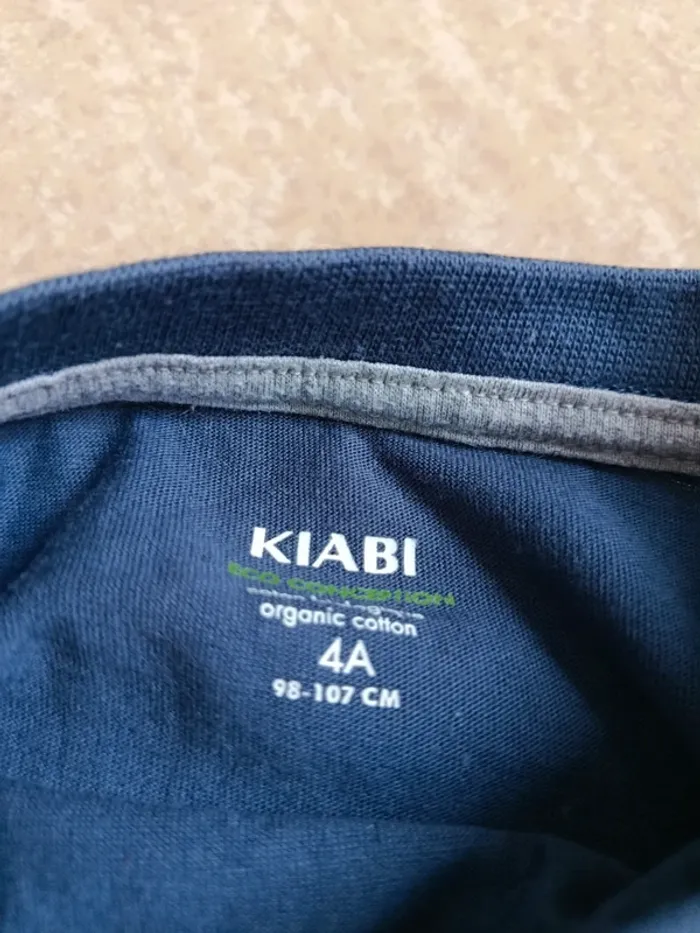 KIABI
ECO CONCEPTION
organic cotton
4A
98-107 CM